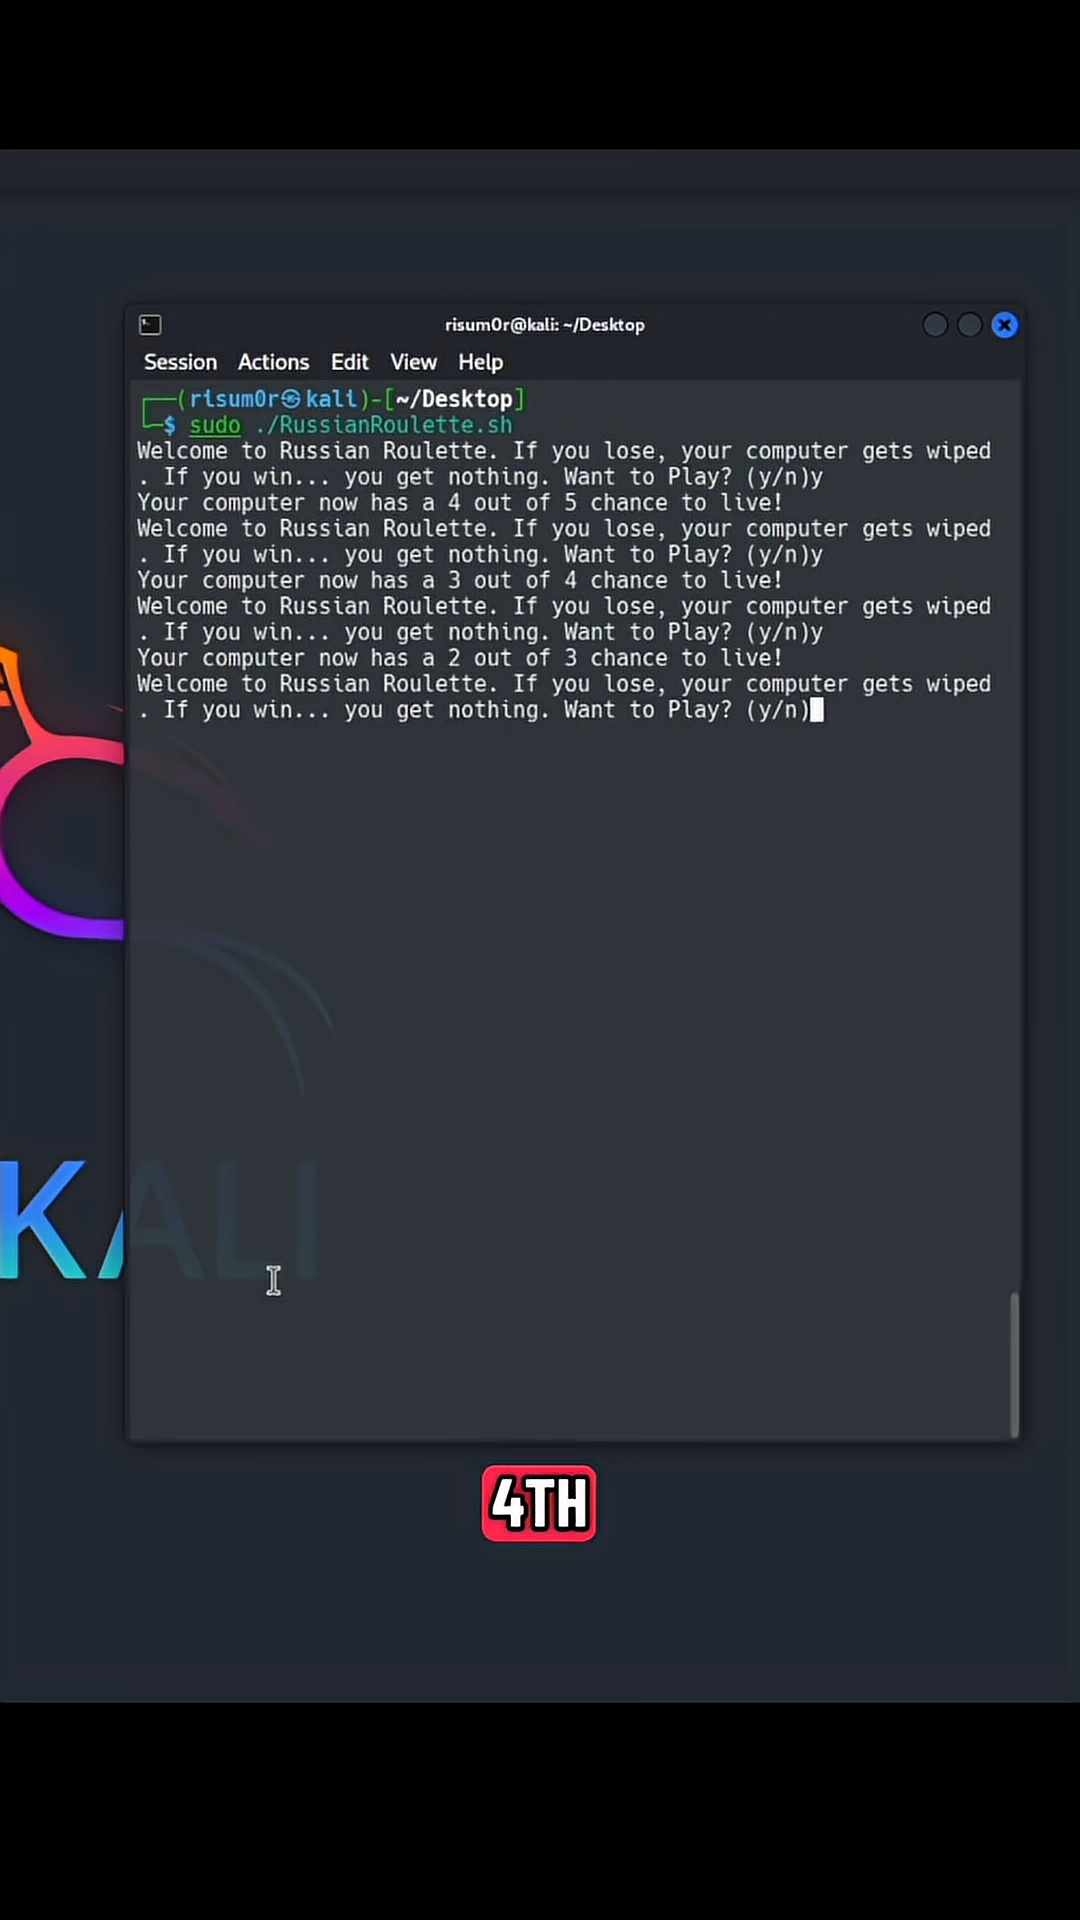 risum0r@kali: ~/Desktop
Session Actions Edit View Help
┌──(risum0r㉿kali)-[~/Desktop]
└─$ sudo ./RussianRoulette.sh
Welcome to Russian Roulette. If you lose, your computer gets wiped
. If you win... you get nothing. Want to Play? (y/n)y
Your computer now has a 4 out of 5 chance to live!
Welcome to Russian Roulette. If you lose, your computer gets wiped
. If you win... you get nothing. Want to Play? (y/n)y
Your computer now has a 3 out of 4 chance to live!
Welcome to Russian Roulette. If you lose, your computer gets wiped
. If you win... you get nothing. Want to Play? (y/n)y
Your computer now has a 2 out of 3 chance to live!
Welcome to Russian Roulette. If you lose, your computer gets wiped
. If you win... you get nothing. Want to Play? (y/n)
KALI
4TH